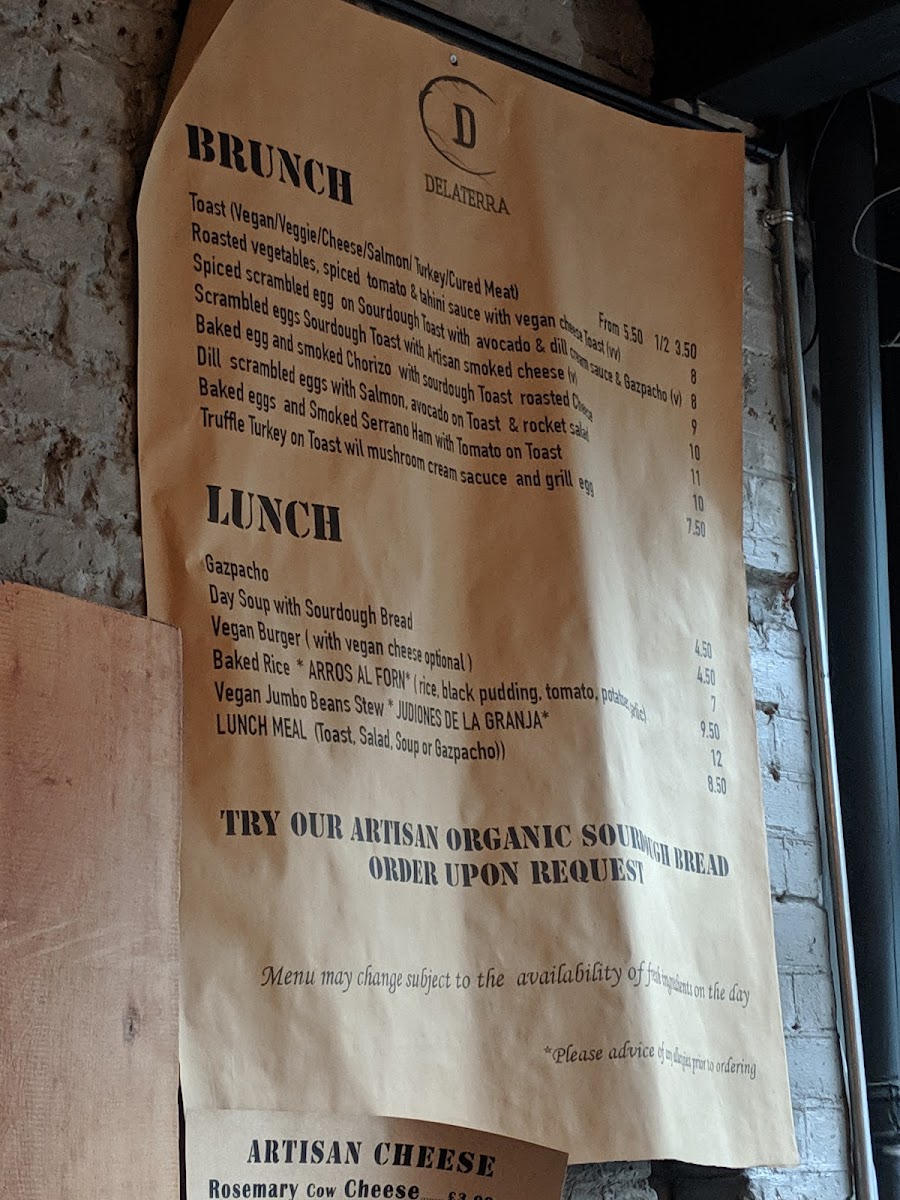 D
DELATERRA
BRUNCH
Toast (Vegan/Veggie/Cheese/Salmon/ Turkey/Cured Meat) From 5.50 1/2 3.50
Roasted vegetables, spiced tomato & tahini sauce with vegan cheese Toast (vv) 8
Spiced scrambled egg on Sourdough Toast with avocado & dill cream sauce & Gazpacho (v) 8
Scrambled eggs Sourdough Toast with Artisan smoked cheese (v) 9
Baked egg and smoked Chorizo with sourdough Toast roasted Cheese 10
Dill scrambled eggs with Salmon, avocado on Toast & rocket salad 11
Baked eggs and Smoked Serrano Ham with Tomato on Toast 10
Truffle Turkey on Toast wil mushroom cream sacuce and grill egg 7.50
LUNCH
Gazpacho 4.50
Day Soup with Sourdough Bread 4.50
Vegan Burger ( with vegan cheese optional ) 7
Baked Rice * ARROS AL FORN* ( rice, black pudding, tomato, potatoes, garlic) 9.50
Vegan Jumbo Beans Stew * JUDIONES DE LA GRANJA* 12
LUNCH MEAL (Toast, Salad, Soup or Gazpacho)) 8.50
TRY OUR ARTISAN ORGANIC SOURDOUGH BREAD
ORDER UPON REQUEST
Menu may change subject to the availability of fresh ingredients on the day
*Please advice of any allergies prior to ordering
ARTISAN CHEESE
Rosemary Cow Cheese